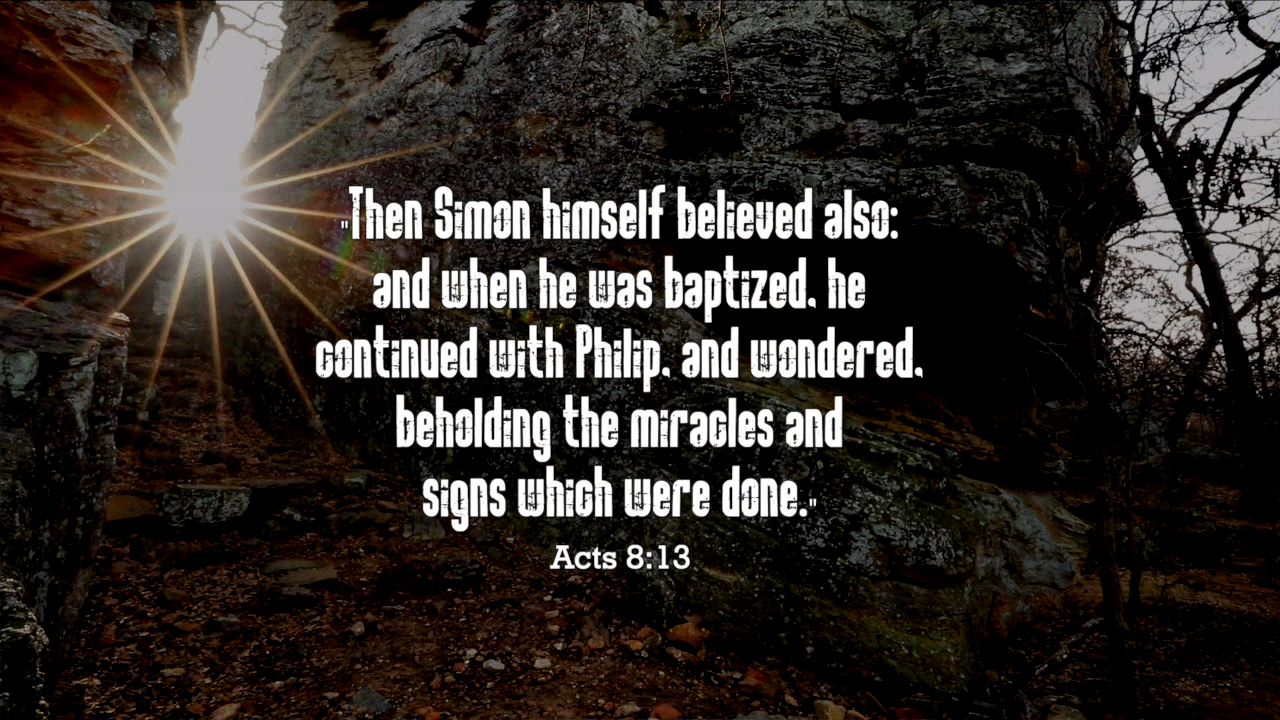 "Then Simon himself believed also:
and when he was baptized, he
continued with Philip, and wondered,
beholding the miracles and
signs which were done."
Acts 8:13